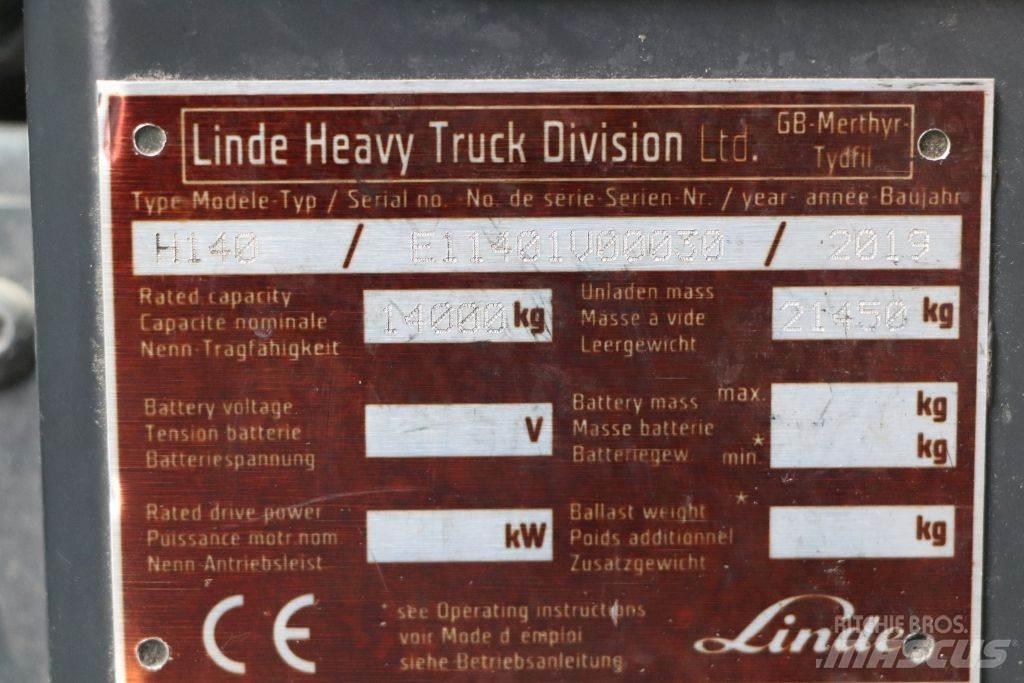 Linde Heavy Truck Division Ltd. GB-Merthyr-Tydfil
Type Modele-Typ / Serial no. No. de serie-Serien-Nr. / year- année-Baujahr
H140 / E11401V00030 / 2019
Rated capacity
Capacité nominale
Nenn-Tragfähigkeit
14000 kg
Unladen mass
Masse à vide
Leergewicht
21450 kg
Battery voltage
Tension batterie
Batteriespannung
V
Battery mass max. kg
Masse batterie
Batteriegew. min.* kg
Rated drive power
Puissance motr.nom
Nenn-Antriebsleist
kW
Ballast weight *
Poids additionnel
Zusatzgewicht
kg
CE
* see Operating instructions
voir Mode d emploi
siehe Betriebsanleitung
Linde
RITCHIE BROS.
MASCUS